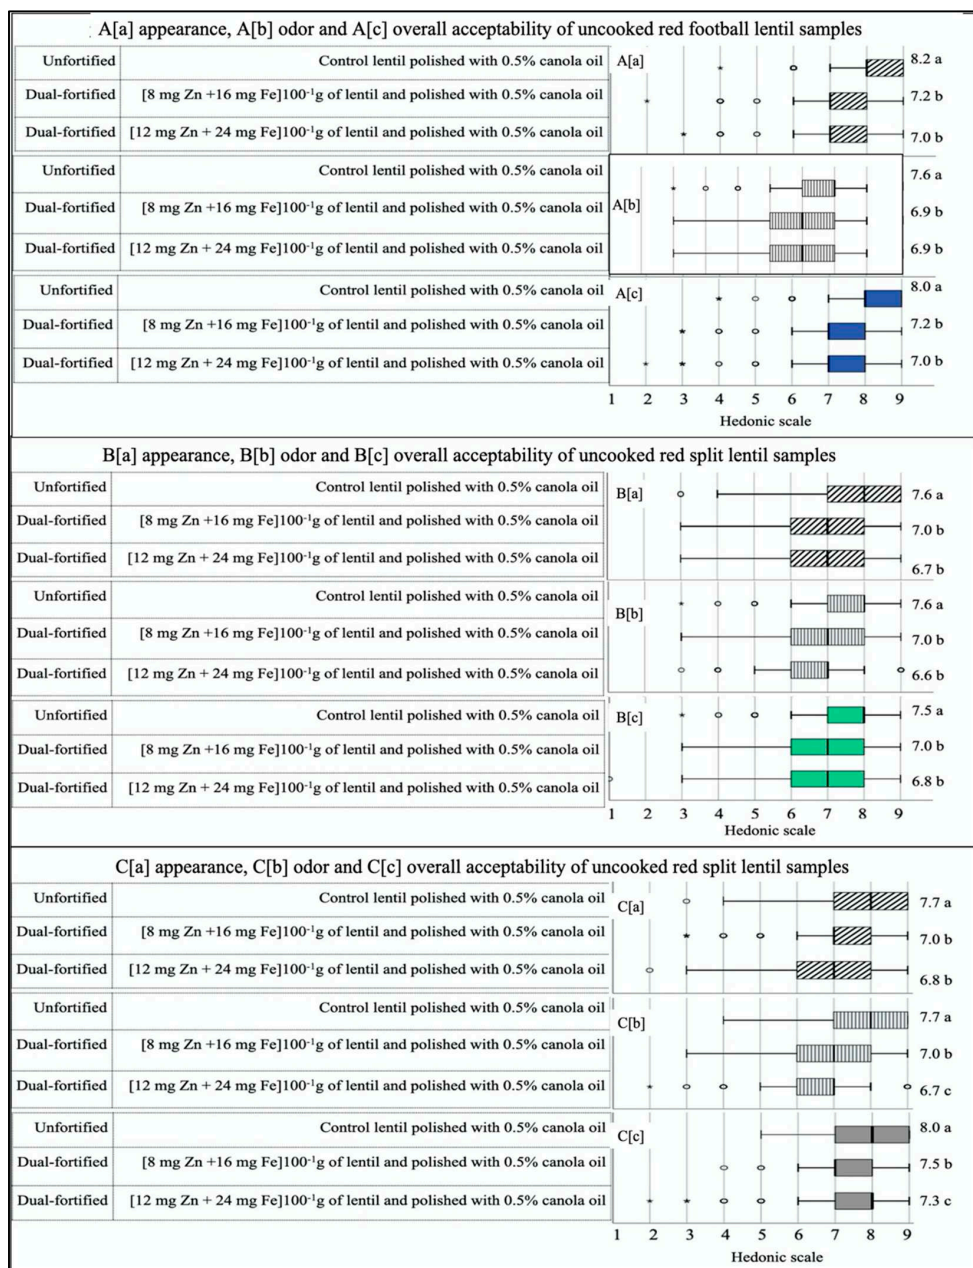 A[a] appearance, A[b] odor and A[c] overall acceptability of uncooked red football lentil samples
Unfortified Control lentil polished with 0.5% canola oil A[a] 8.2 a
Dual-fortified [8 mg Zn +16 mg Fe]100⁻¹g of lentil and polished with 0.5% canola oil 7.2 b
Dual-fortified [12 mg Zn + 24 mg Fe]100⁻¹g of lentil and polished with 0.5% canola oil 7.0 b
Unfortified Control lentil polished with 0.5% canola oil 7.6 a
Dual-fortified [8 mg Zn +16 mg Fe]100⁻¹g of lentil and polished with 0.5% canola oil A[b] 6.9 b
Dual-fortified [12 mg Zn + 24 mg Fe]100⁻¹g of lentil and polished with 0.5% canola oil 6.9 b
Unfortified Control lentil polished with 0.5% canola oil A[c] 8.0 a
Dual-fortified [8 mg Zn +16 mg Fe]100⁻¹g of lentil and polished with 0.5% canola oil 7.2 b
Dual-fortified [12 mg Zn + 24 mg Fe]100⁻¹g of lentil and polished with 0.5% canola oil 7.0 b
1 2 3 4 5 6 7 8 9
Hedonic scale
B[a] appearance, B[b] odor and B[c] overall acceptability of uncooked red split lentil samples
Unfortified Control lentil polished with 0.5% canola oil B[a] 7.6 a
Dual-fortified [8 mg Zn +16 mg Fe]100⁻¹g of lentil and polished with 0.5% canola oil 7.0 b
Dual-fortified [12 mg Zn + 24 mg Fe]100⁻¹g of lentil and polished with 0.5% canola oil 6.7 b
Unfortified Control lentil polished with 0.5% canola oil B[b] 7.6 a
Dual-fortified [8 mg Zn +16 mg Fe]100⁻¹g of lentil and polished with 0.5% canola oil 7.0 b
Dual-fortified [12 mg Zn + 24 mg Fe]100⁻¹g of lentil and polished with 0.5% canola oil 6.6 b
Unfortified Control lentil polished with 0.5% canola oil B[c] 7.5 a
Dual-fortified [8 mg Zn +16 mg Fe]100⁻¹g of lentil and polished with 0.5% canola oil 7.0 b
Dual-fortified [12 mg Zn + 24 mg Fe]100⁻¹g of lentil and polished with 0.5% canola oil 6.8 b
1 2 3 4 5 6 7 8 9
Hedonic scale
C[a] appearance, C[b] odor and C[c] overall acceptability of uncooked red split lentil samples
Unfortified Control lentil polished with 0.5% canola oil C[a] 7.7 a
Dual-fortified [8 mg Zn +16 mg Fe]100⁻¹g of lentil and polished with 0.5% canola oil 7.0 b
Dual-fortified [12 mg Zn + 24 mg Fe]100⁻¹g of lentil and polished with 0.5% canola oil 6.8 b
Unfortified Control lentil polished with 0.5% canola oil C[b] 7.7 a
Dual-fortified [8 mg Zn +16 mg Fe]100⁻¹g of lentil and polished with 0.5% canola oil 7.0 b
Dual-fortified [12 mg Zn + 24 mg Fe]100⁻¹g of lentil and polished with 0.5% canola oil 6.7 c
Unfortified Control lentil polished with 0.5% canola oil C[c] 8.0 a
Dual-fortified [8 mg Zn +16 mg Fe]100⁻¹g of lentil and polished with 0.5% canola oil 7.5 b
Dual-fortified [12 mg Zn + 24 mg Fe]100⁻¹g of lentil and polished with 0.5% canola oil 7.3 c
1 2 3 4 5 6 7 8 9
Hedonic scale